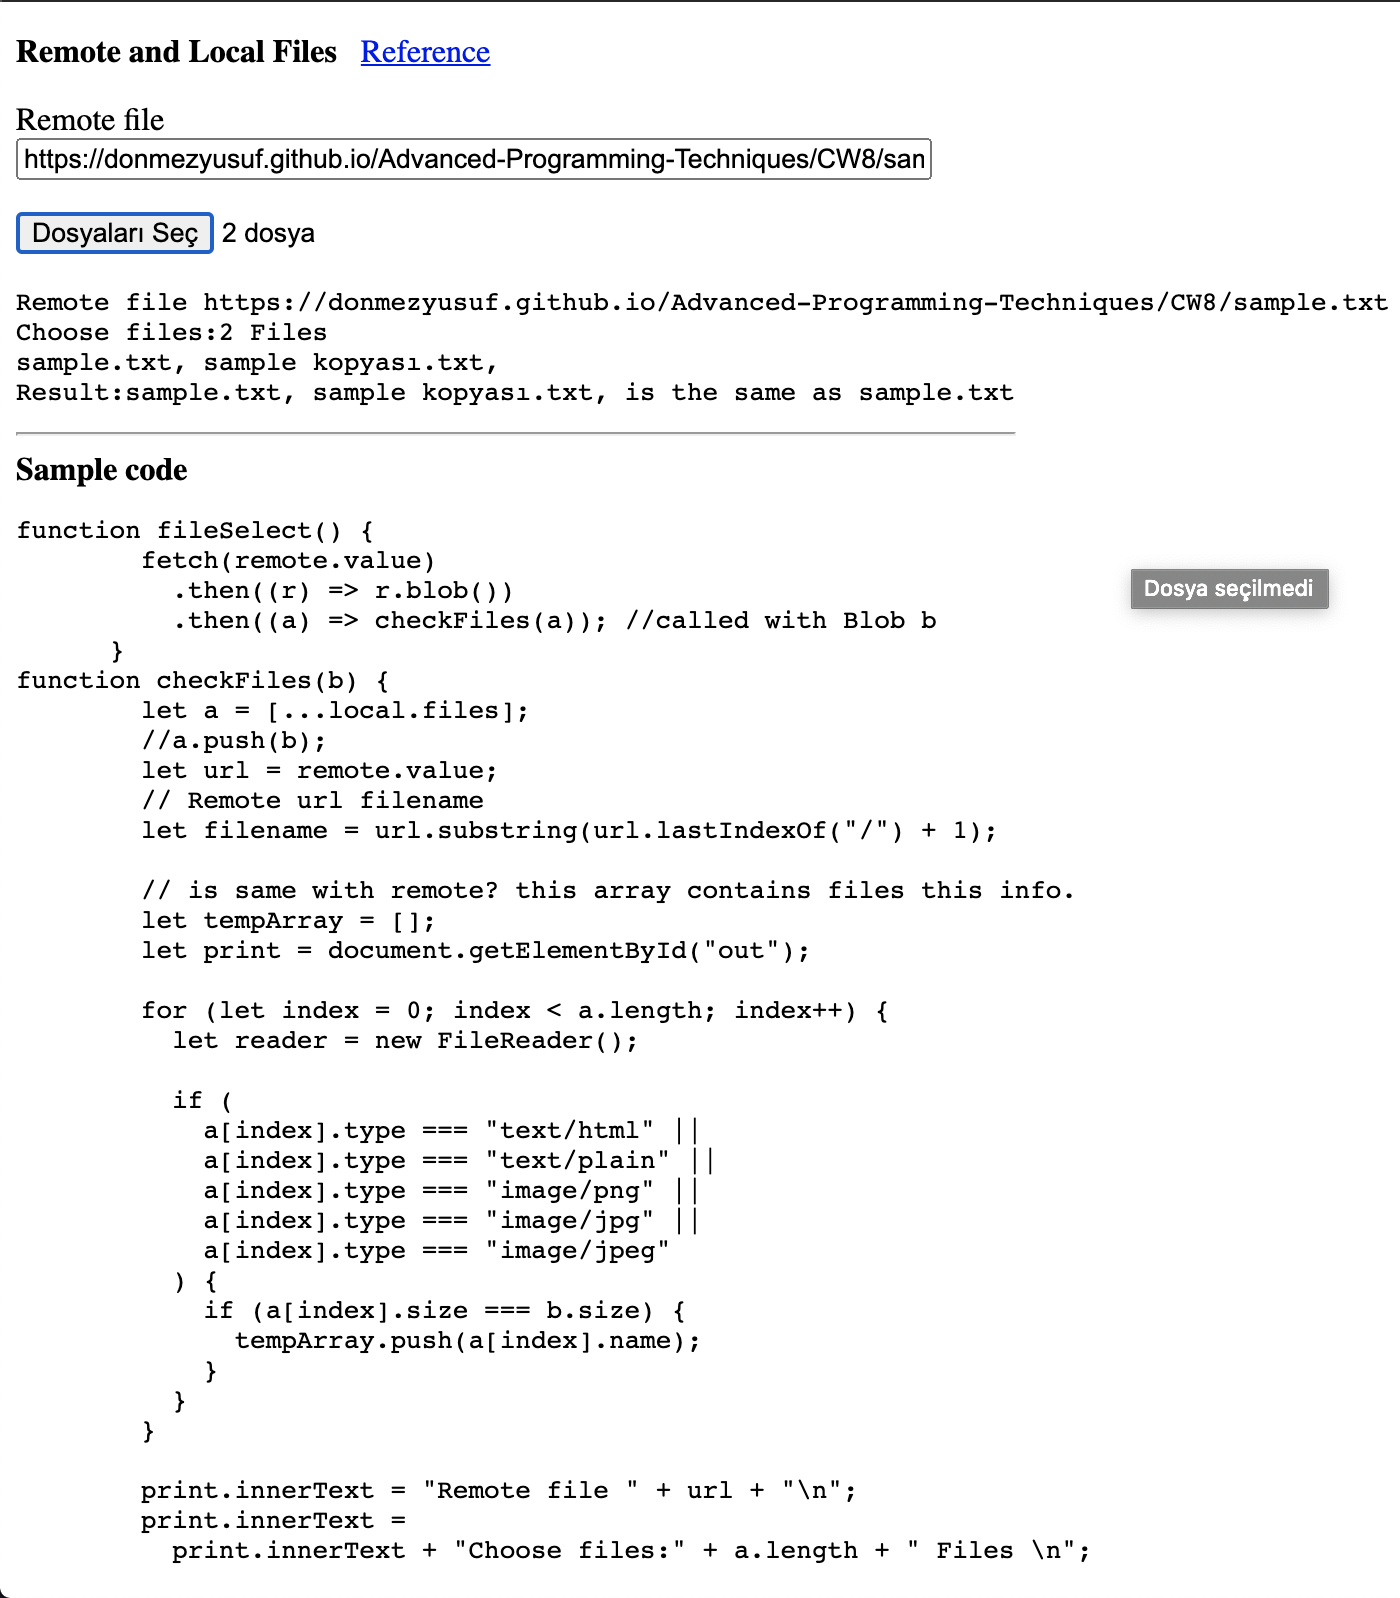 Remote and Local Files Reference
Remote file
https://donmezyusuf.github.io/Advanced-Programming-Techniques/CW8/san
Dosyaları Seç 2 dosya
Remote file https://donmezyusuf.github.io/Advanced-Programming-Techniques/CW8/sample.txt
Choose files:2 Files
sample.txt, sample kopyası.txt,
Result:sample.txt, sample kopyası.txt, is the same as sample.txt
Sample code
function fileSelect() {
        fetch(remote.value)
          .then((r) => r.blob())
Dosya seçilmedi
          .then((a) => checkFiles(a)); //called with Blob b
      }
function checkFiles(b) {
        let a = [...local.files];
        //a.push(b);
        let url = remote.value;
        // Remote url filename
        let filename = url.substring(url.lastIndexOf("/") + 1);
        // is same with remote? this array contains files this info.
        let tempArray = [];
        let print = document.getElementById("out");
        for (let index = 0; index < a.length; index++) {
          let reader = new FileReader();
          if (
            a[index].type === "text/html" ||
            a[index].type === "text/plain" ||
            a[index].type === "image/png" ||
            a[index].type === "image/jpg" ||
            a[index].type === "image/jpeg"
          ) {
            if (a[index].size === b.size) {
              tempArray.push(a[index].name);
            }
          }
        }
        print.innerText = "Remote file " + url + "\n";
        print.innerText =
          print.innerText + "Choose files:" + a.length + " Files \n";